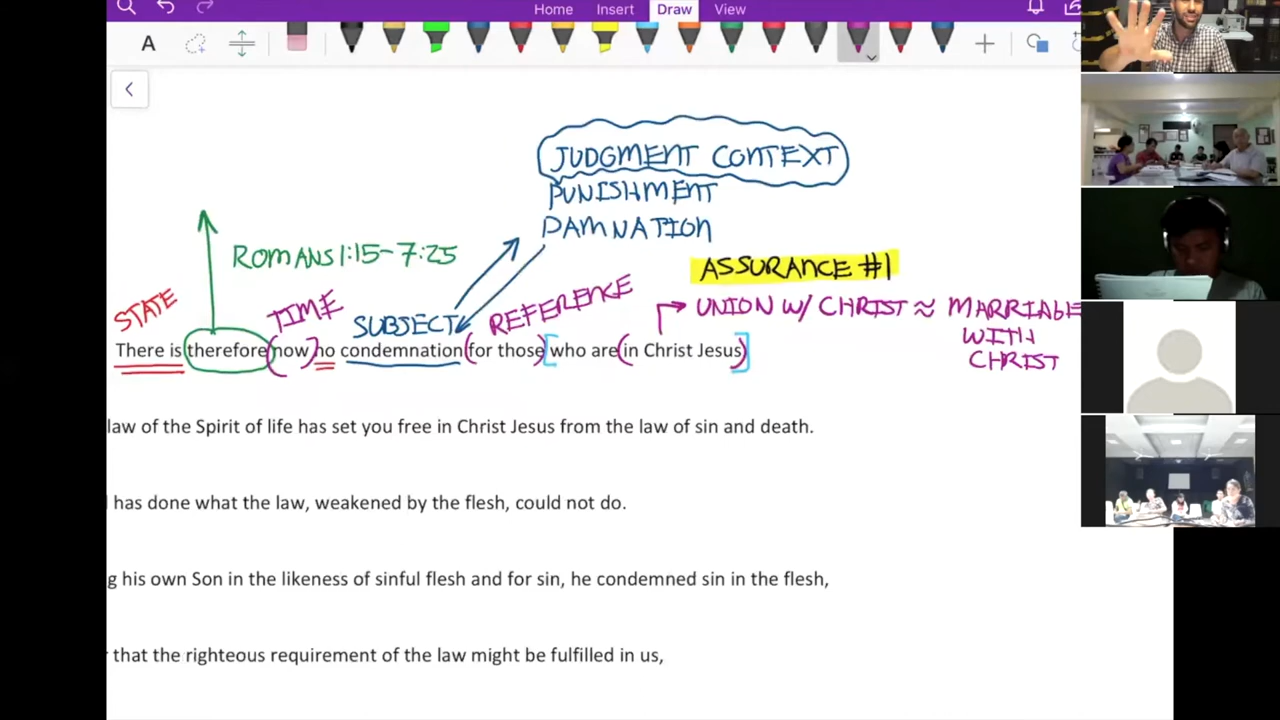 Home Insert Draw View
A
JUDGMENT CONTEXT
PUNISHMENT
DAMNATION
ROMANS 1:15-7:25
ASSURANCE #1
STATE
TIME
SUBJECT
REFERENCE
UNION W/ CHRIST ≈ MARRIAGE
WITH
CHRIST
There is therefore now no condemnation for those who are in Christ Jesus
law of the Spirit of life has set you free in Christ Jesus from the law of sin and death.
has done what the law, weakened by the flesh, could not do.
g his own Son in the likeness of sinful flesh and for sin, he condemned sin in the flesh,
that the righteous requirement of the law might be fulfilled in us,